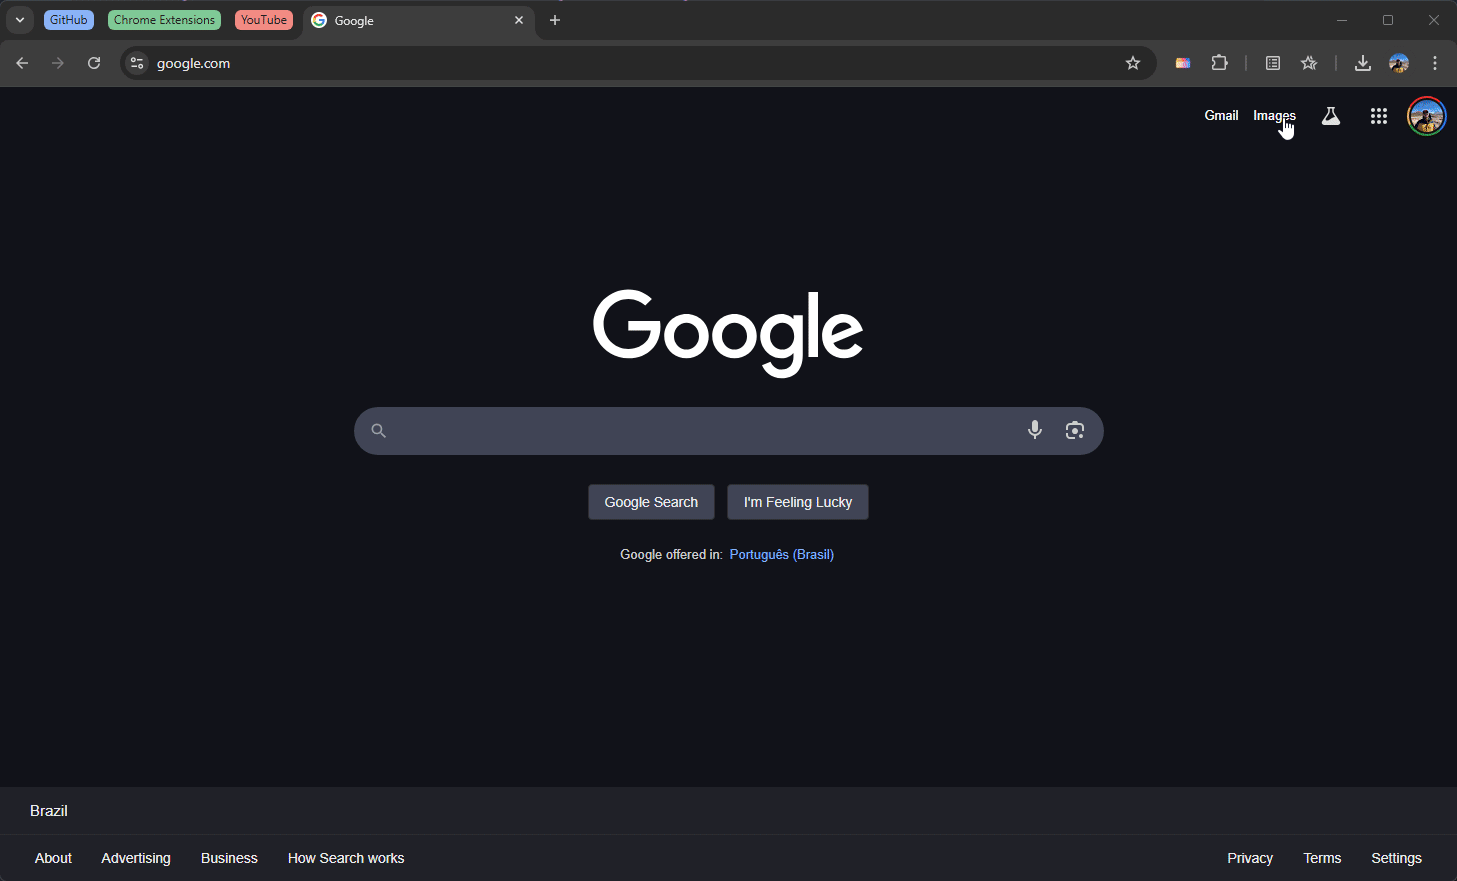 GitHub Chrome Extensions YouTube Google
google.com
Gmail Images
Google
Google Search I'm Feeling Lucky
Google offered in: Português (Brasil)
Brazil
About Advertising Business How Search works Privacy Terms Settings